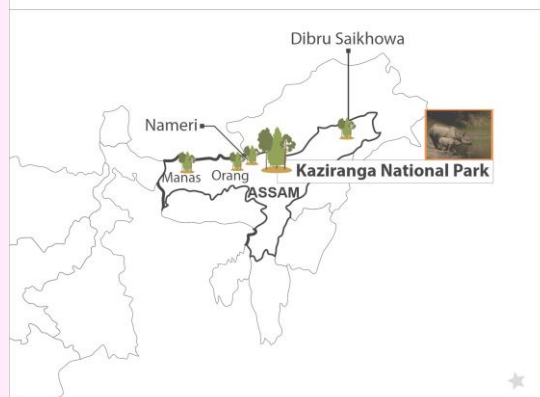 Dibru Saikhowa
Nameri
Manas
Orang
Kaziranga National Park
ASSAM